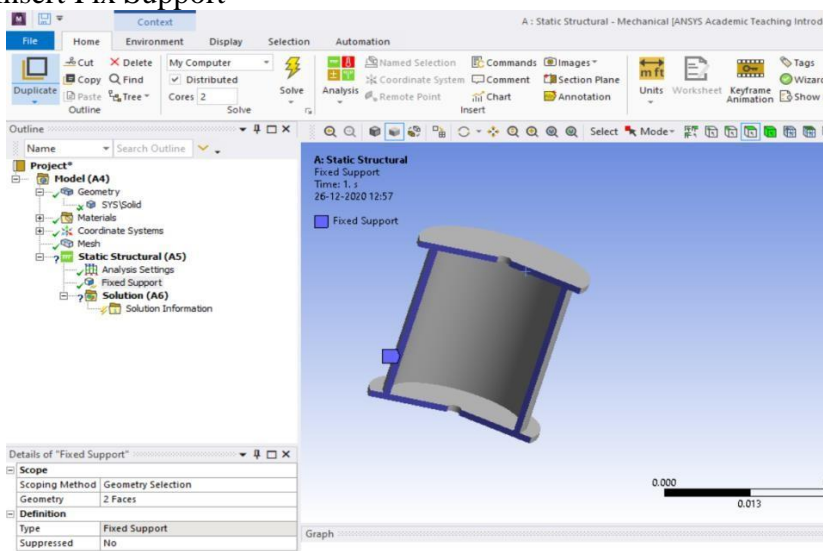 Insert Fix Support
Context
A : Static Structural - Mechanical [ANSYS Academic Teaching Introd
File Home Environment Display Selection Automation
Duplicate
Cut
Copy
Paste
Delete
Find
Tree
Outline
My Computer
Distributed
Cores 2
Solve
Solve
Analysis
Named Selection
Coordinate System
Remote Point
Commands
Comment
Chart
Images
Section Plane
Annotation
Insert
m ft
Units
Worksheet
Keyframe
Animation
Tags
Wizar
Show
Outline
Name
Search Outline
Select
Mode
Project*
Model (A4)
Geometry
SYS\Solid
Materials
Coordinate Systems
Mesh
Static Structural (A5)
Analysis Settings
Fixed Support
Solution (A6)
Solution Information
A: Static Structural
Fixed Support
Time: 1. s
26-12-2020 12:57
Fixed Support
0.000
0.013
Details of "Fixed Support"
Scope
Scoping Method Geometry Selection
Geometry 2 Faces
Definition
Type Fixed Support
Suppressed No
Graph